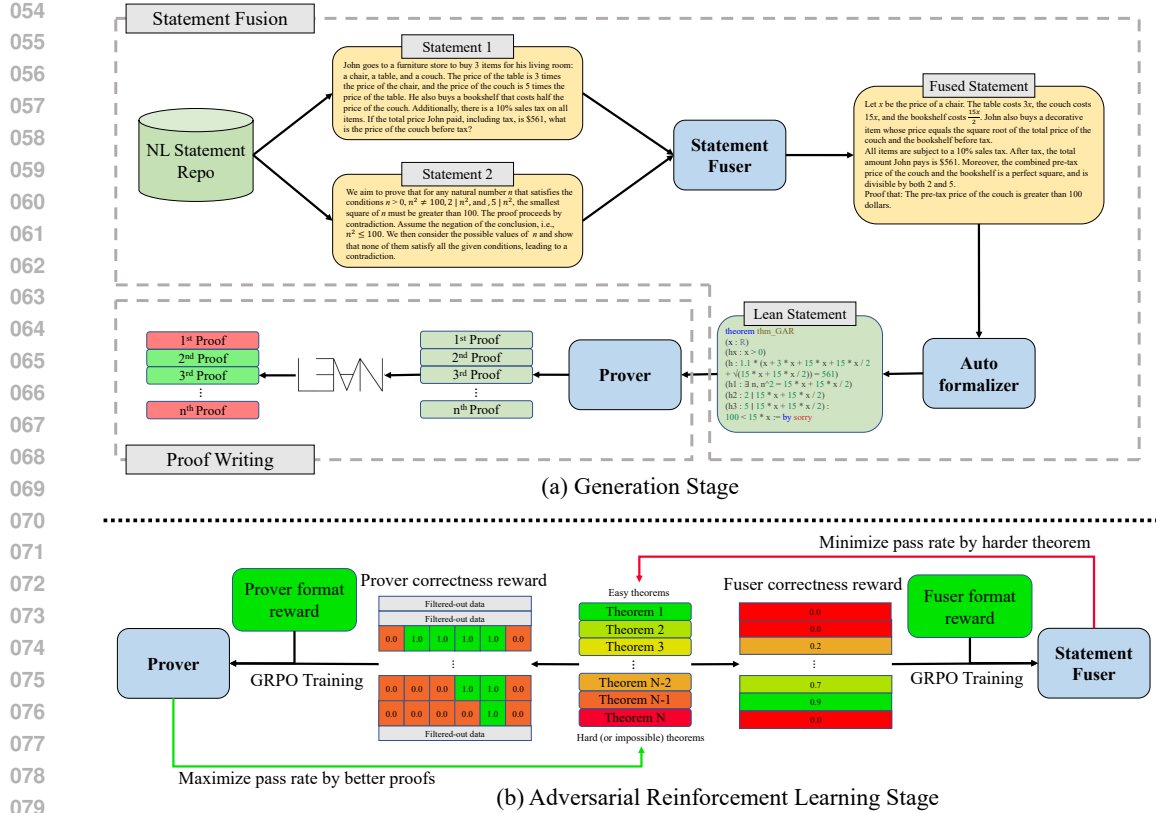 054
055
056
057
058
059
060
061
062
063
064
065
066
067
068
069
070
071
072
073
074
075
076
077
078
079
Statement Fusion
NL Statement
Repo
Statement 1
John goes to a furniture store to buy 3 items for his living room:
a chair, a table, and a couch. The price of the table is 3 times
the price of the chair, and the price of the couch is 5 times the
price of the table. He also buys a bookshelf that costs half the
price of the couch. Additionally, there is a 10% sales tax on all
items. If the total price John paid, including tax, is $561, what
is the price of the couch before tax?
Statement 2
We aim to prove that for any natural number n that satisfies the
conditions n > 0, n² ≠ 100, 2 | n², and , 5 | n², the smallest
square of n must be greater than 100. The proof proceeds by
contradiction. Assume the negation of the conclusion, i.e.,
n² ≤ 100. We then consider the possible values of n and show
that none of them satisfy all the given conditions, leading to a
contradiction.
Statement
Fuser
Fused Statement
Let x be the price of a chair. The table costs 3x, the couch costs
15x, and the bookshelf costs 15x/2. John also buys a decorative
item whose price equals the square root of the total price of the
couch and the bookshelf before tax.
All items are subject to a 10% sales tax. After tax, the total
amount John pays is $561. Moreover, the combined pre-tax
price of the couch and the bookshelf is a perfect square, and is
divisible by both 2 and 5.
Proof that: The pre-tax price of the couch is greater than 100
dollars.
Auto
formalizer
Lean Statement
theorem thm_GAR
(x : ℝ)
(hx : x > 0)
(h : 1.1 * (x + 3 * x + 15 * x + 15 * x / 2
+ √(15 * x + 15 * x / 2)) = 561)
(h1 : ∃ n, n^2 = 15 * x + 15 * x / 2)
(h2 : 2 | 15 * x + 15 * x / 2)
(h3 : 5 | 15 * x + 15 * x / 2) :
100 < 15 * x := by sorry
Prover
1st Proof
2nd Proof
3rd Proof
⋮
nth Proof
L∃∀N
1st Proof
2nd Proof
3rd Proof
⋮
nth Proof
Proof Writing
(a) Generation Stage
Minimize pass rate by harder theorem
Prover format
reward
Prover correctness reward
Easy theorems
Fuser correctness reward
Fuser format
reward
Prover
GRPO Training
Filtered-out data
Filtered-out data
0.0 1.0 1.0 1.0 1.0 0.0
⋮
0.0 0.0 0.0 1.0 1.0 0.0
0.0 0.0 0.0 0.0 1.0 0.0
Filtered-out data
Theorem 1
Theorem 2
Theorem 3
⋮
Theorem N-2
Theorem N-1
Theorem N
Hard (or impossible) theorems
0.0
0.0
0.2
⋮
0.7
0.9
0.0
GRPO Training
Statement
Fuser
Maximize pass rate by better proofs
(b) Adversarial Reinforcement Learning Stage